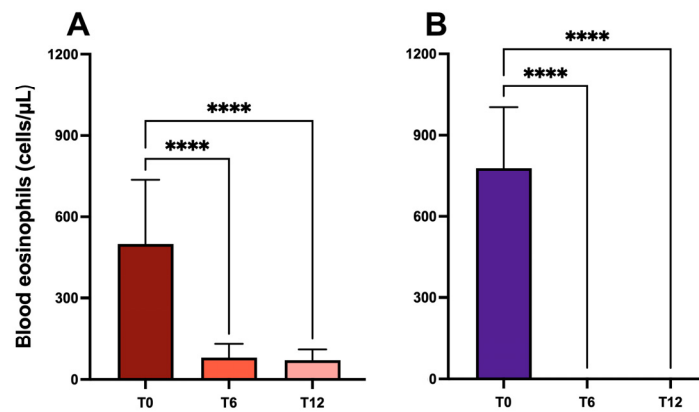 A
Blood eosinophils (cells/µL)
1200
900
600
300
0
****
****
T0
T6
T12
B
1200
900
600
300
0
****
****
T0
T6
T12